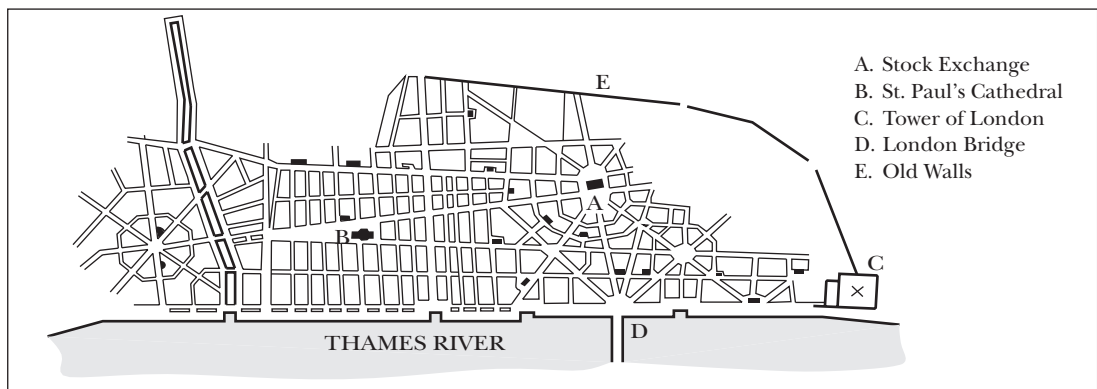 E
A. Stock Exchange
B. St. Paul's Cathedral
C. Tower of London
D. London Bridge
E. Old Walls
A
B
C
D
THAMES RIVER